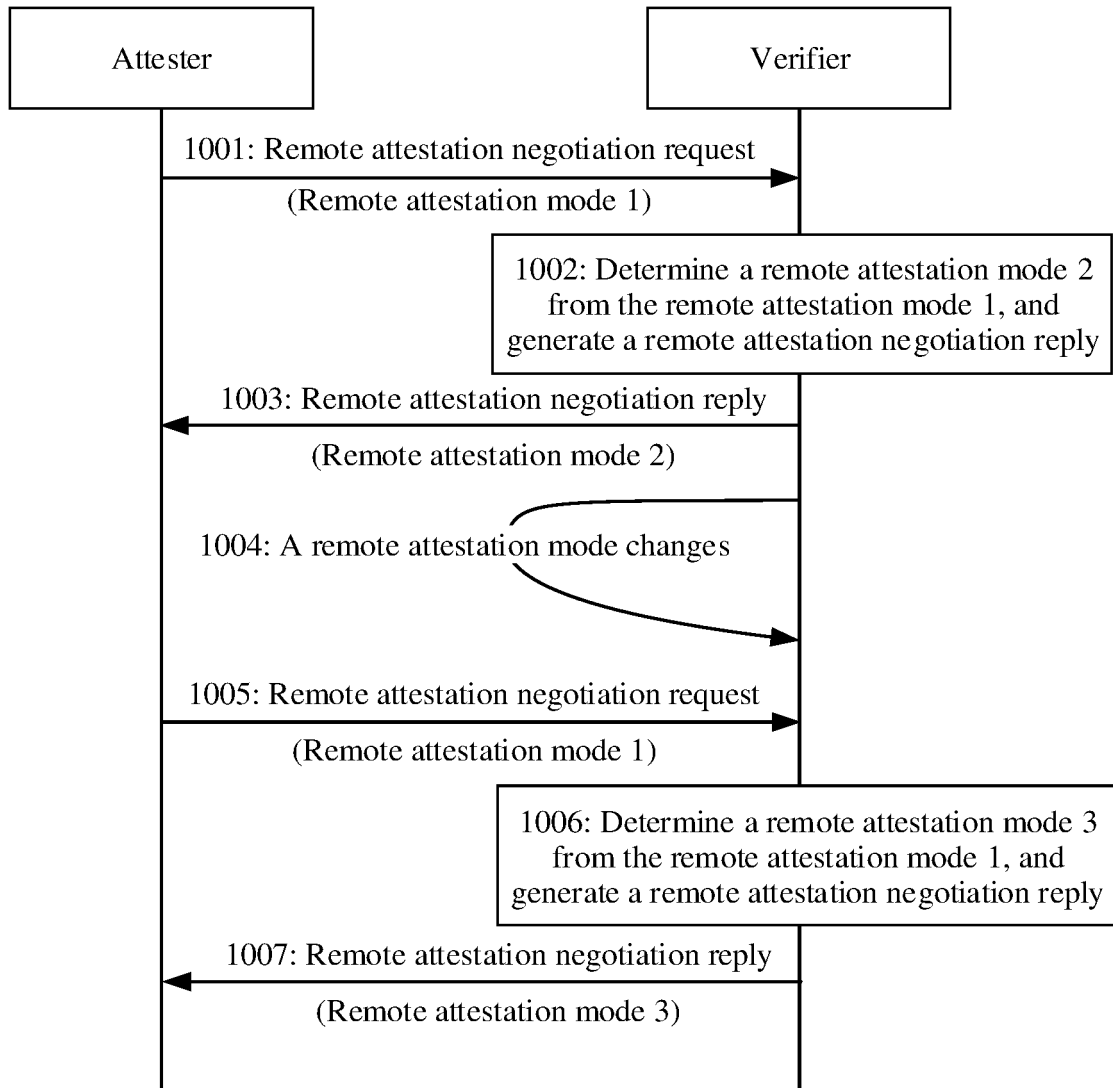 Attester
Verifier
1001: Remote attestation negotiation request
(Remote attestation mode 1)
1002: Determine a remote attestation mode 2
from the remote attestation mode 1, and
generate a remote attestation negotiation reply
1003: Remote attestation negotiation reply
(Remote attestation mode 2)
1004: A remote attestation mode changes
1005: Remote attestation negotiation request
(Remote attestation mode 1)
1006: Determine a remote attestation mode 3
from the remote attestation mode 1, and
generate a remote attestation negotiation reply
1007: Remote attestation negotiation reply
(Remote attestation mode 3)